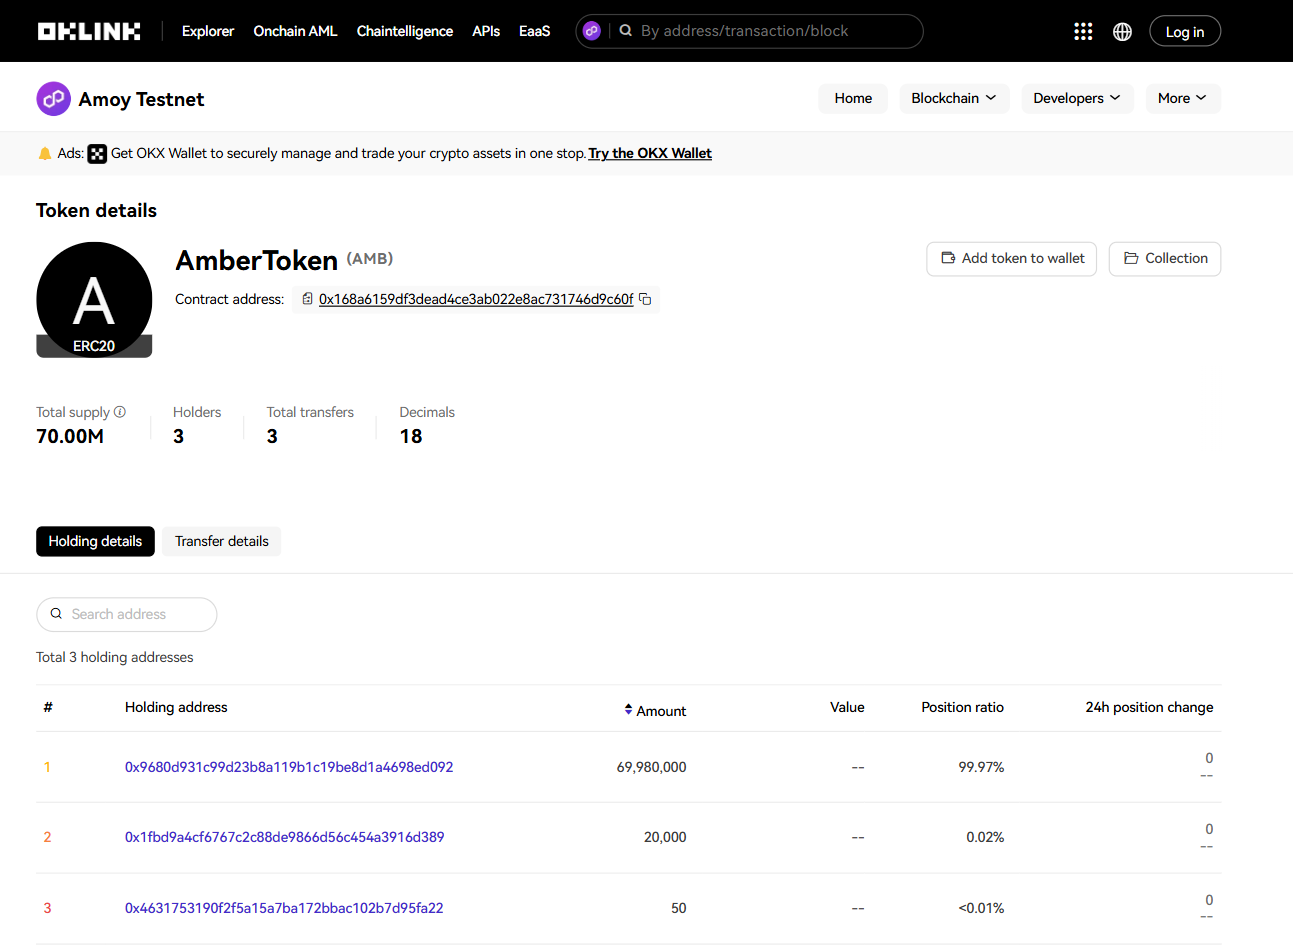 OKLINK Explorer Onchain AML Chaintelligence APIs EaaS By address/transaction/block Log in
Amoy Testnet Home Blockchain Developers More
Ads: Get OKX Wallet to securely manage and trade your crypto assets in one stop. Try the OKX Wallet
Token details
A
ERC20
AmberToken (AMB)
Add token to wallet Collection
Contract address: 0x168a6159df3dead4ce3ab022e8ac731746d9c60f
Total supply Holders Total transfers Decimals
70.00M 3 3 18
Holding details Transfer details
Search address
Total 3 holding addresses
# Holding address Amount Value Position ratio 24h position change
1 0x9680d931c99d23b8a119b1c19be8d1a4698ed092 69,980,000 -- 99.97% 0
--
2 0x1fbd9a4cf6767c2c88de9866d56c454a3916d389 20,000 -- 0.02% 0
--
3 0x4631753190f2f5a15a7ba172bbac102b7d95fa22 50 -- <0.01% 0
--